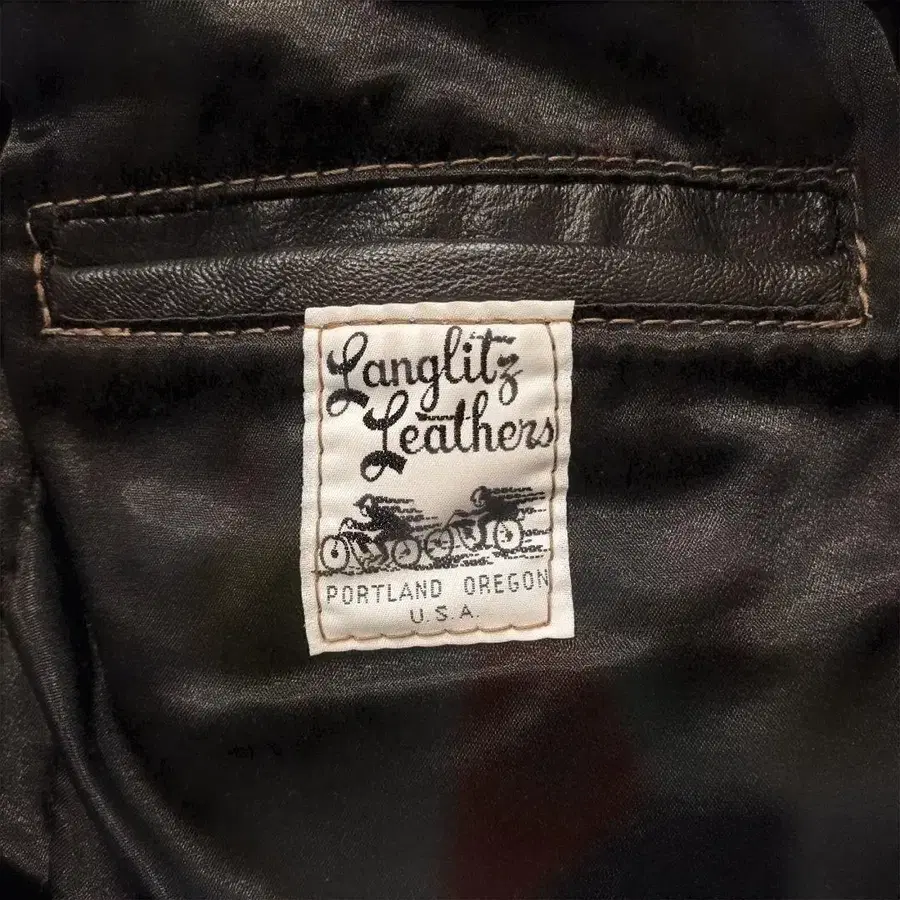 Langlitz
Leathers
PORTLAND OREGON
U.S.A.